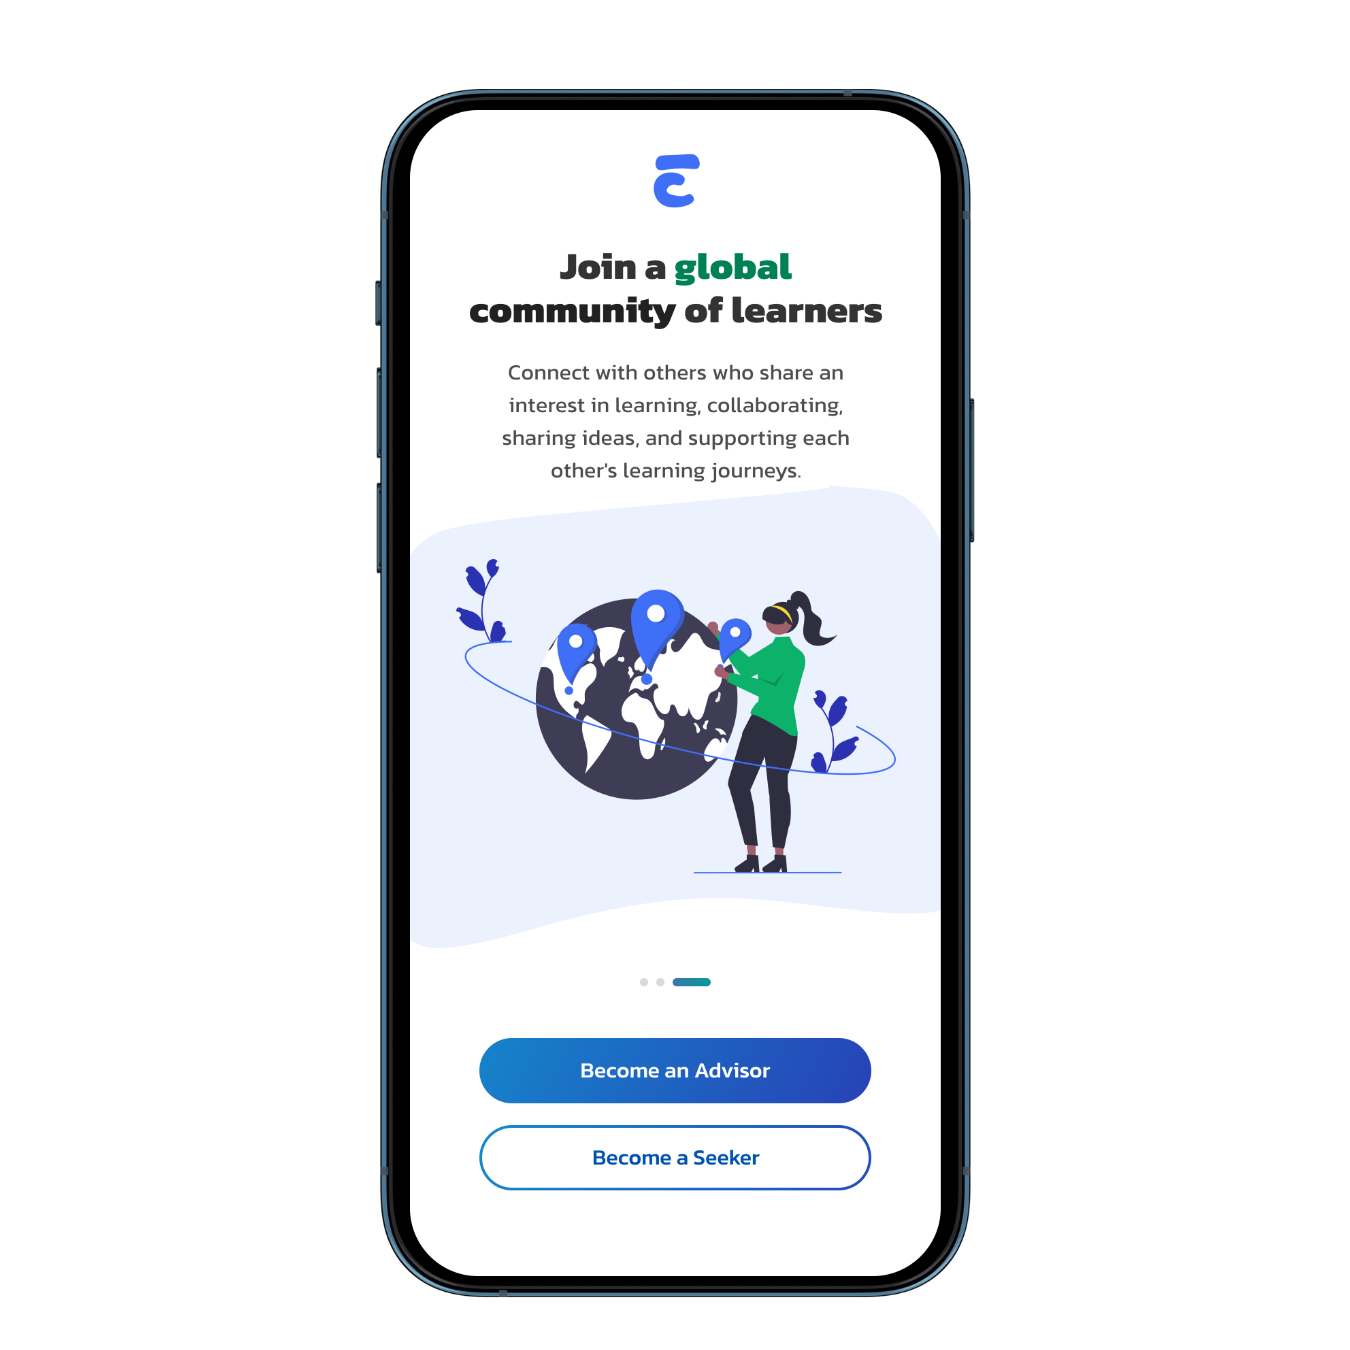 Join a global
community of learners
Connect with others who share an
interest in learning, collaborating,
sharing ideas, and supporting each
other's learning journeys.
Become an Advisor
Become a Seeker